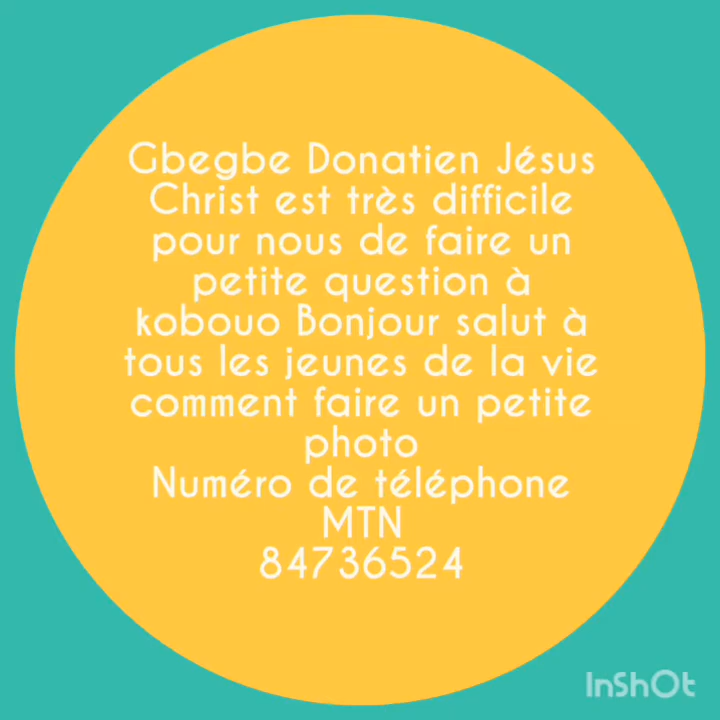 Gbegbe Donatien Jésus
Christ est très difficile
pour nous de faire un
petite question à
kobouo Bonjour salut à
tous les jeunes de la vie
comment faire un petite
photo
Numéro de téléphone
MTN
84736524
InShOt